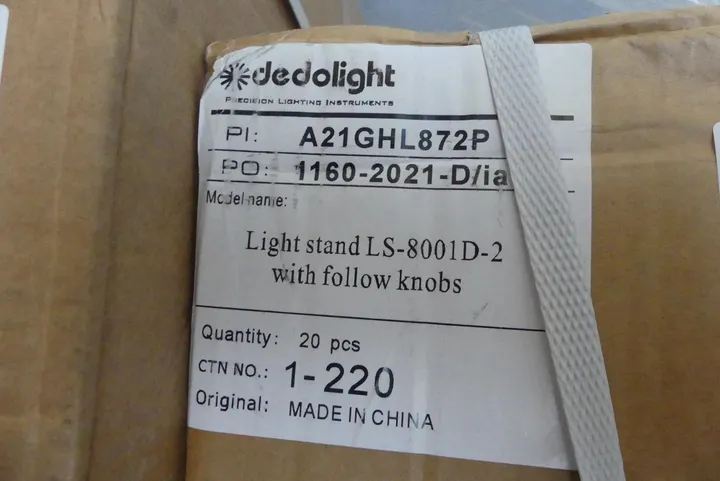 dedolight
PRECISION LIGHTING INSTRUMENTS
PI: A21GHL872P
PO: 1160-2021-D/ia
Model name:
Light stand LS-8001D-2
with follow knobs
Quantity: 20 pcs
CTN NO.: 1-220
Original: MADE IN CHINA